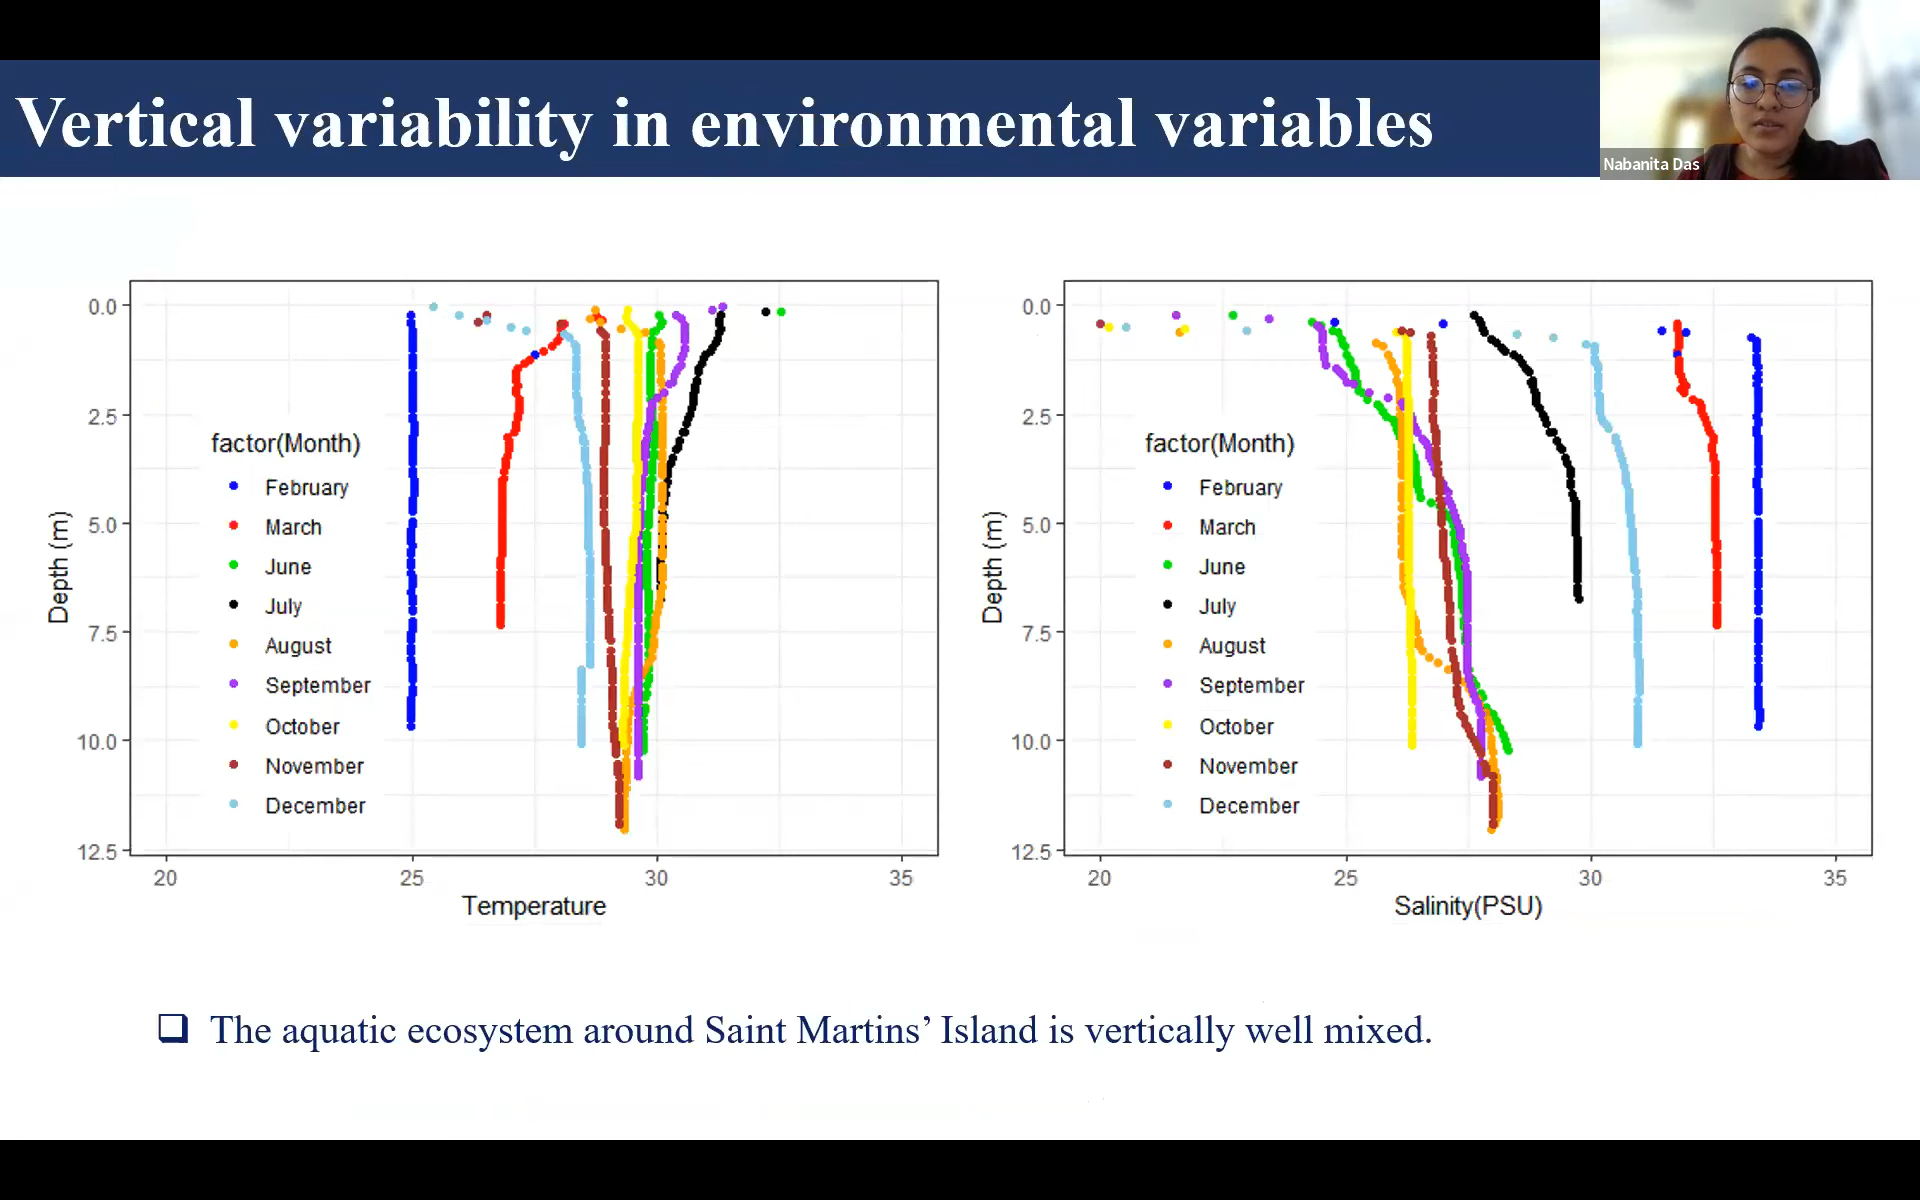 Vertical variability in environmental variables
Nabanita Das
0.0
2.5
5.0
7.5
10.0
12.5
Depth (m)
factor(Month)
February
March
June
July
August
September
October
November
December
20
25
30
35
Temperature
0.0
2.5
5.0
7.5
10.0
12.5
Depth (m)
factor(Month)
February
March
June
July
August
September
October
November
December
20
25
30
35
Salinity(PSU)
The aquatic ecosystem around Saint Martins’ Island is vertically well mixed.